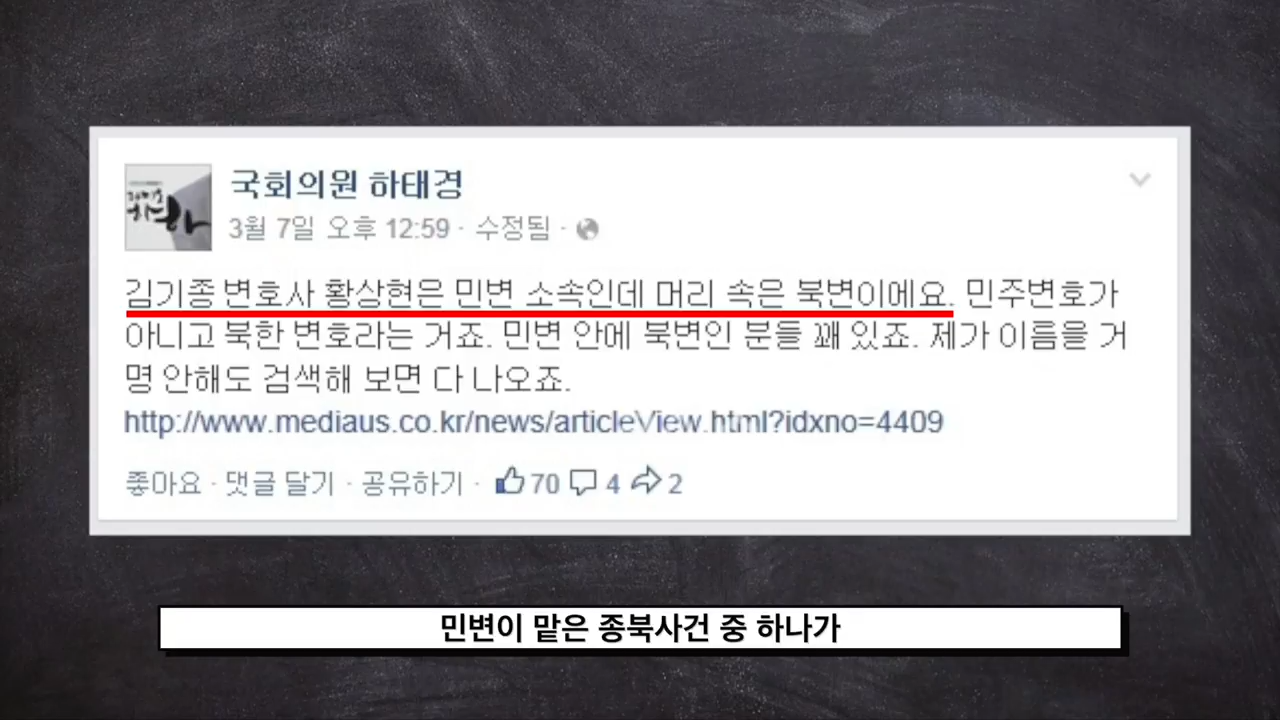 국회의원 하태경
3월 7일 오후 12:59 · 수정됨 ·
김기종 변호사 황상현은 민변 소속인데 머리 속은 북변이에요. 민주변호가
아니고 북한 변호라는 거죠. 민변 안에 북변인 분들 꽤 있죠. 제가 이름을 거
명 안해도 검색해 보면 다 나오죠.
http://www.mediaus.co.kr/news/articleView.html?idxno=4409
좋아요 · 댓글 달기 · 공유하기 · 70 4 2
민변이 맡은 종북사건 중 하나가